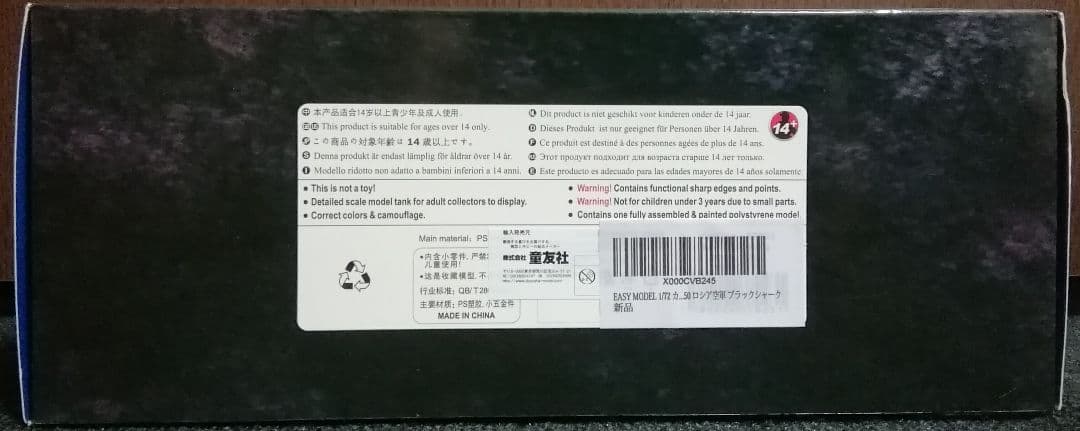 本产品适合14岁以上青少年及成人使用.
This product is suitable for ages over 14 only.
この商品の対象年齢は 14 歳以上です。
S Denna produkt är endast lämplig för åldrar över 14 år.
I Modello ridotto non adatto a bambini inferiori a 14 anni.
Dit product is niet geschikt voor kinderen onder de 14 jaar.
D Dieses Produkt ist nur geeignet für Personen über 14 Jahren.
F Ce produit est destiné à des personnes agées de plus de 14 ans.
Этот продукт подходит для возраста старше 14 лет только.
E Este producto es adecuado para las edades mayores de 14 años solamente
14+
• This is not a toy!
• Detailed scale model tank for adult collectors to display.
• Correct colors & camouflage.
• Warning! Contains functional sharp edges and points.
• Warning! Not for children under 3 years due to small parts.
• Contains one fully assembled & painted polystyrene model
Main material: PS
•内含小零件, 严禁
儿童使用!
•这是收藏模型, 不
行业标准: QB/T28
主要材质: PS塑胶, 小五金件
MADE IN CHINA
輸入発売元
株式会社 童友社
X000CVB245
EASY MODEL 1/72 カ...50 ロシア空軍 ブラックシャーク
新品